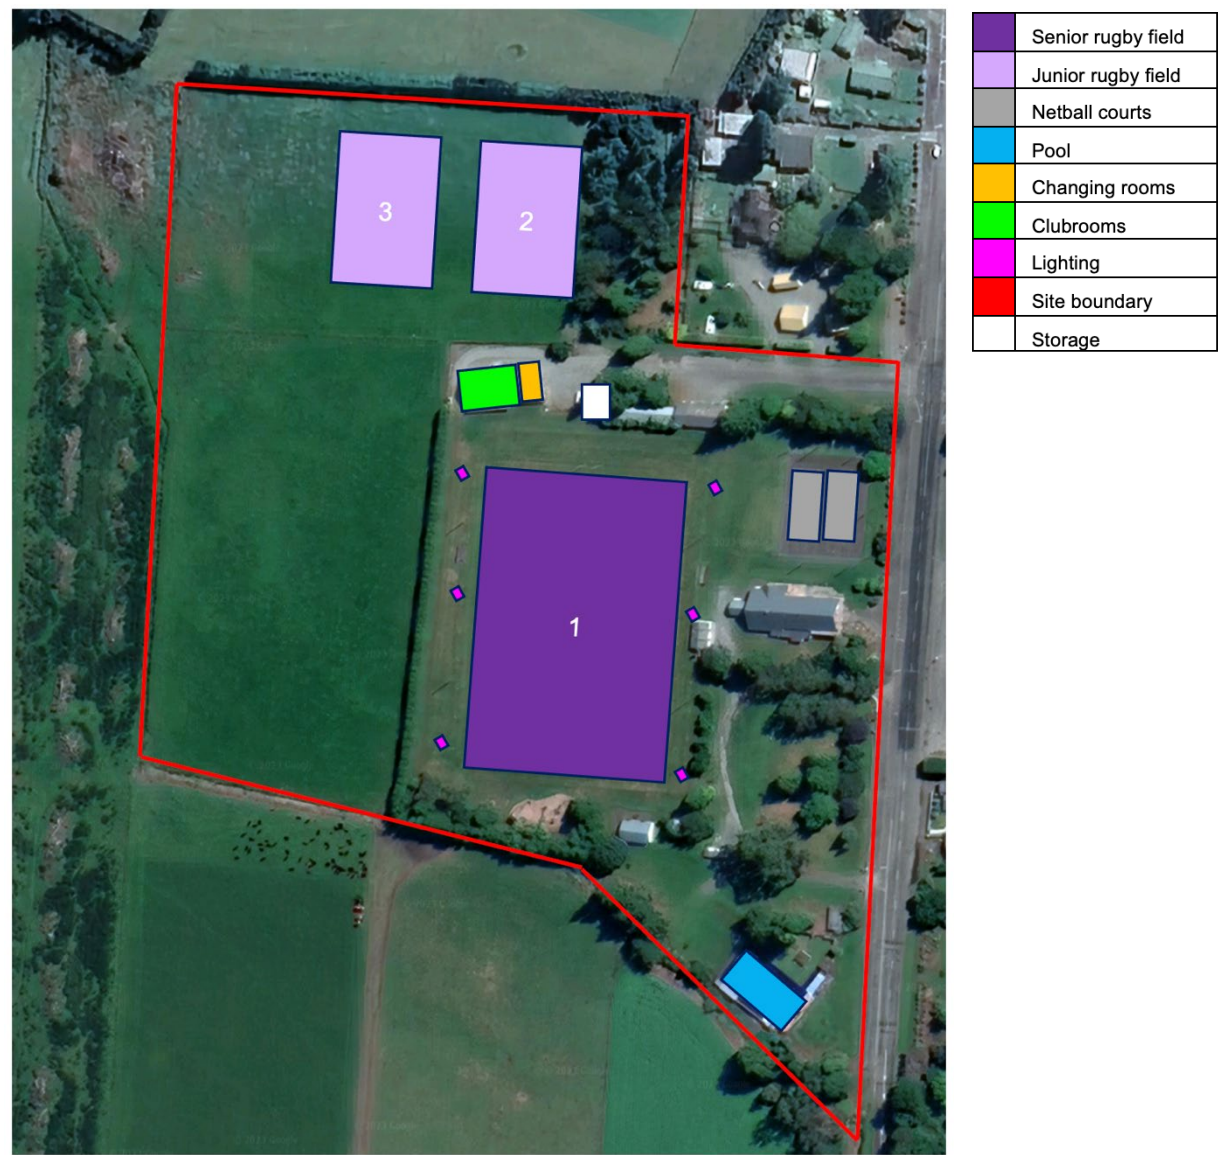 Senior rugby field
Junior rugby field
Netball courts
Pool
Changing rooms
Clubrooms
Lighting
Site boundary
Storage
3
2
1